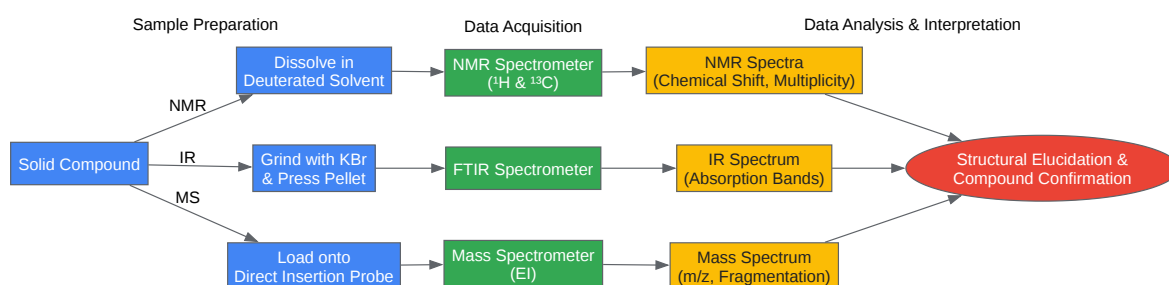 Sample Preparation
Data Acquisition
Data Analysis & Interpretation
Dissolve in
Deuterated Solvent
NMR Spectrometer
(¹H & ¹³C)
NMR Spectra
(Chemical Shift, Multiplicity)
NMR
Solid Compound
IR
Grind with KBr
& Press Pellet
FTIR Spectrometer
IR Spectrum
(Absorption Bands)
Structural Elucidation &
Compound Confirmation
MS
Load onto
Direct Insertion Probe
Mass Spectrometer
(EI)
Mass Spectrum
(m/z, Fragmentation)